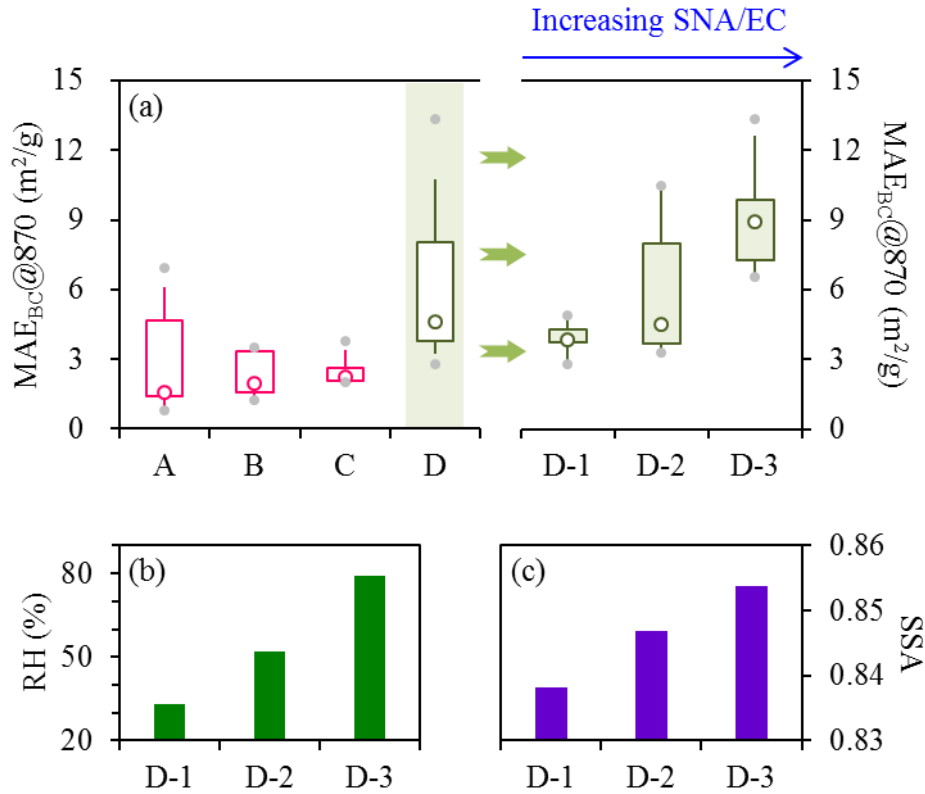 Increasing SNA/EC
(a)
MAE_BC@870 (m²/g)
15
12
9
6
3
0
A B C D
15
12
9
6
3
0
MAE_BC@870 (m²/g)
D-1 D-2 D-3
(b)
RH (%)
80
50
20
D-1 D-2 D-3
(c)
0.86
0.85
0.84
0.83
SSA
D-1 D-2 D-3